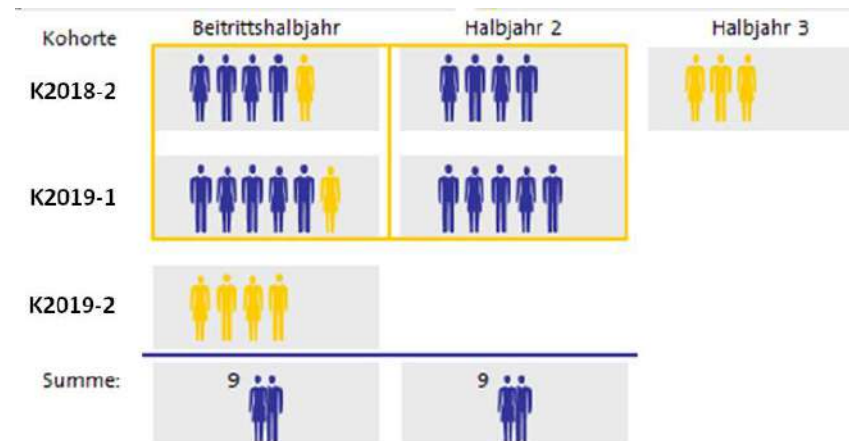 Kohorte Beitrittshalbjahr Halbjahr 2 Halbjahr 3
K2018-2
K2019-1
K2019-2
Summe: 9 9